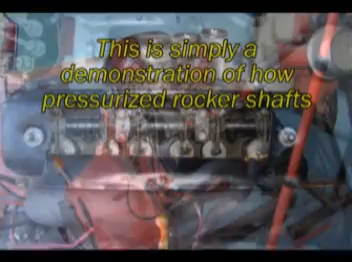 This is simply a
demonstration of how
pressurized rocker shafts